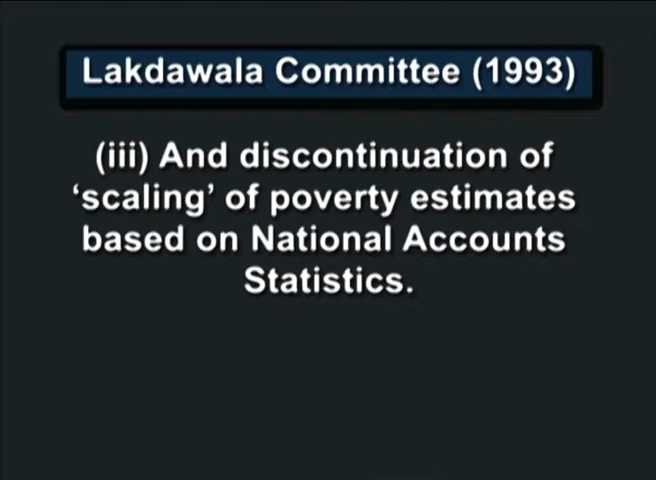 Lakdawala Committee (1993)
(iii) And discontinuation of
‘scaling’ of poverty estimates
based on National Accounts
Statistics.